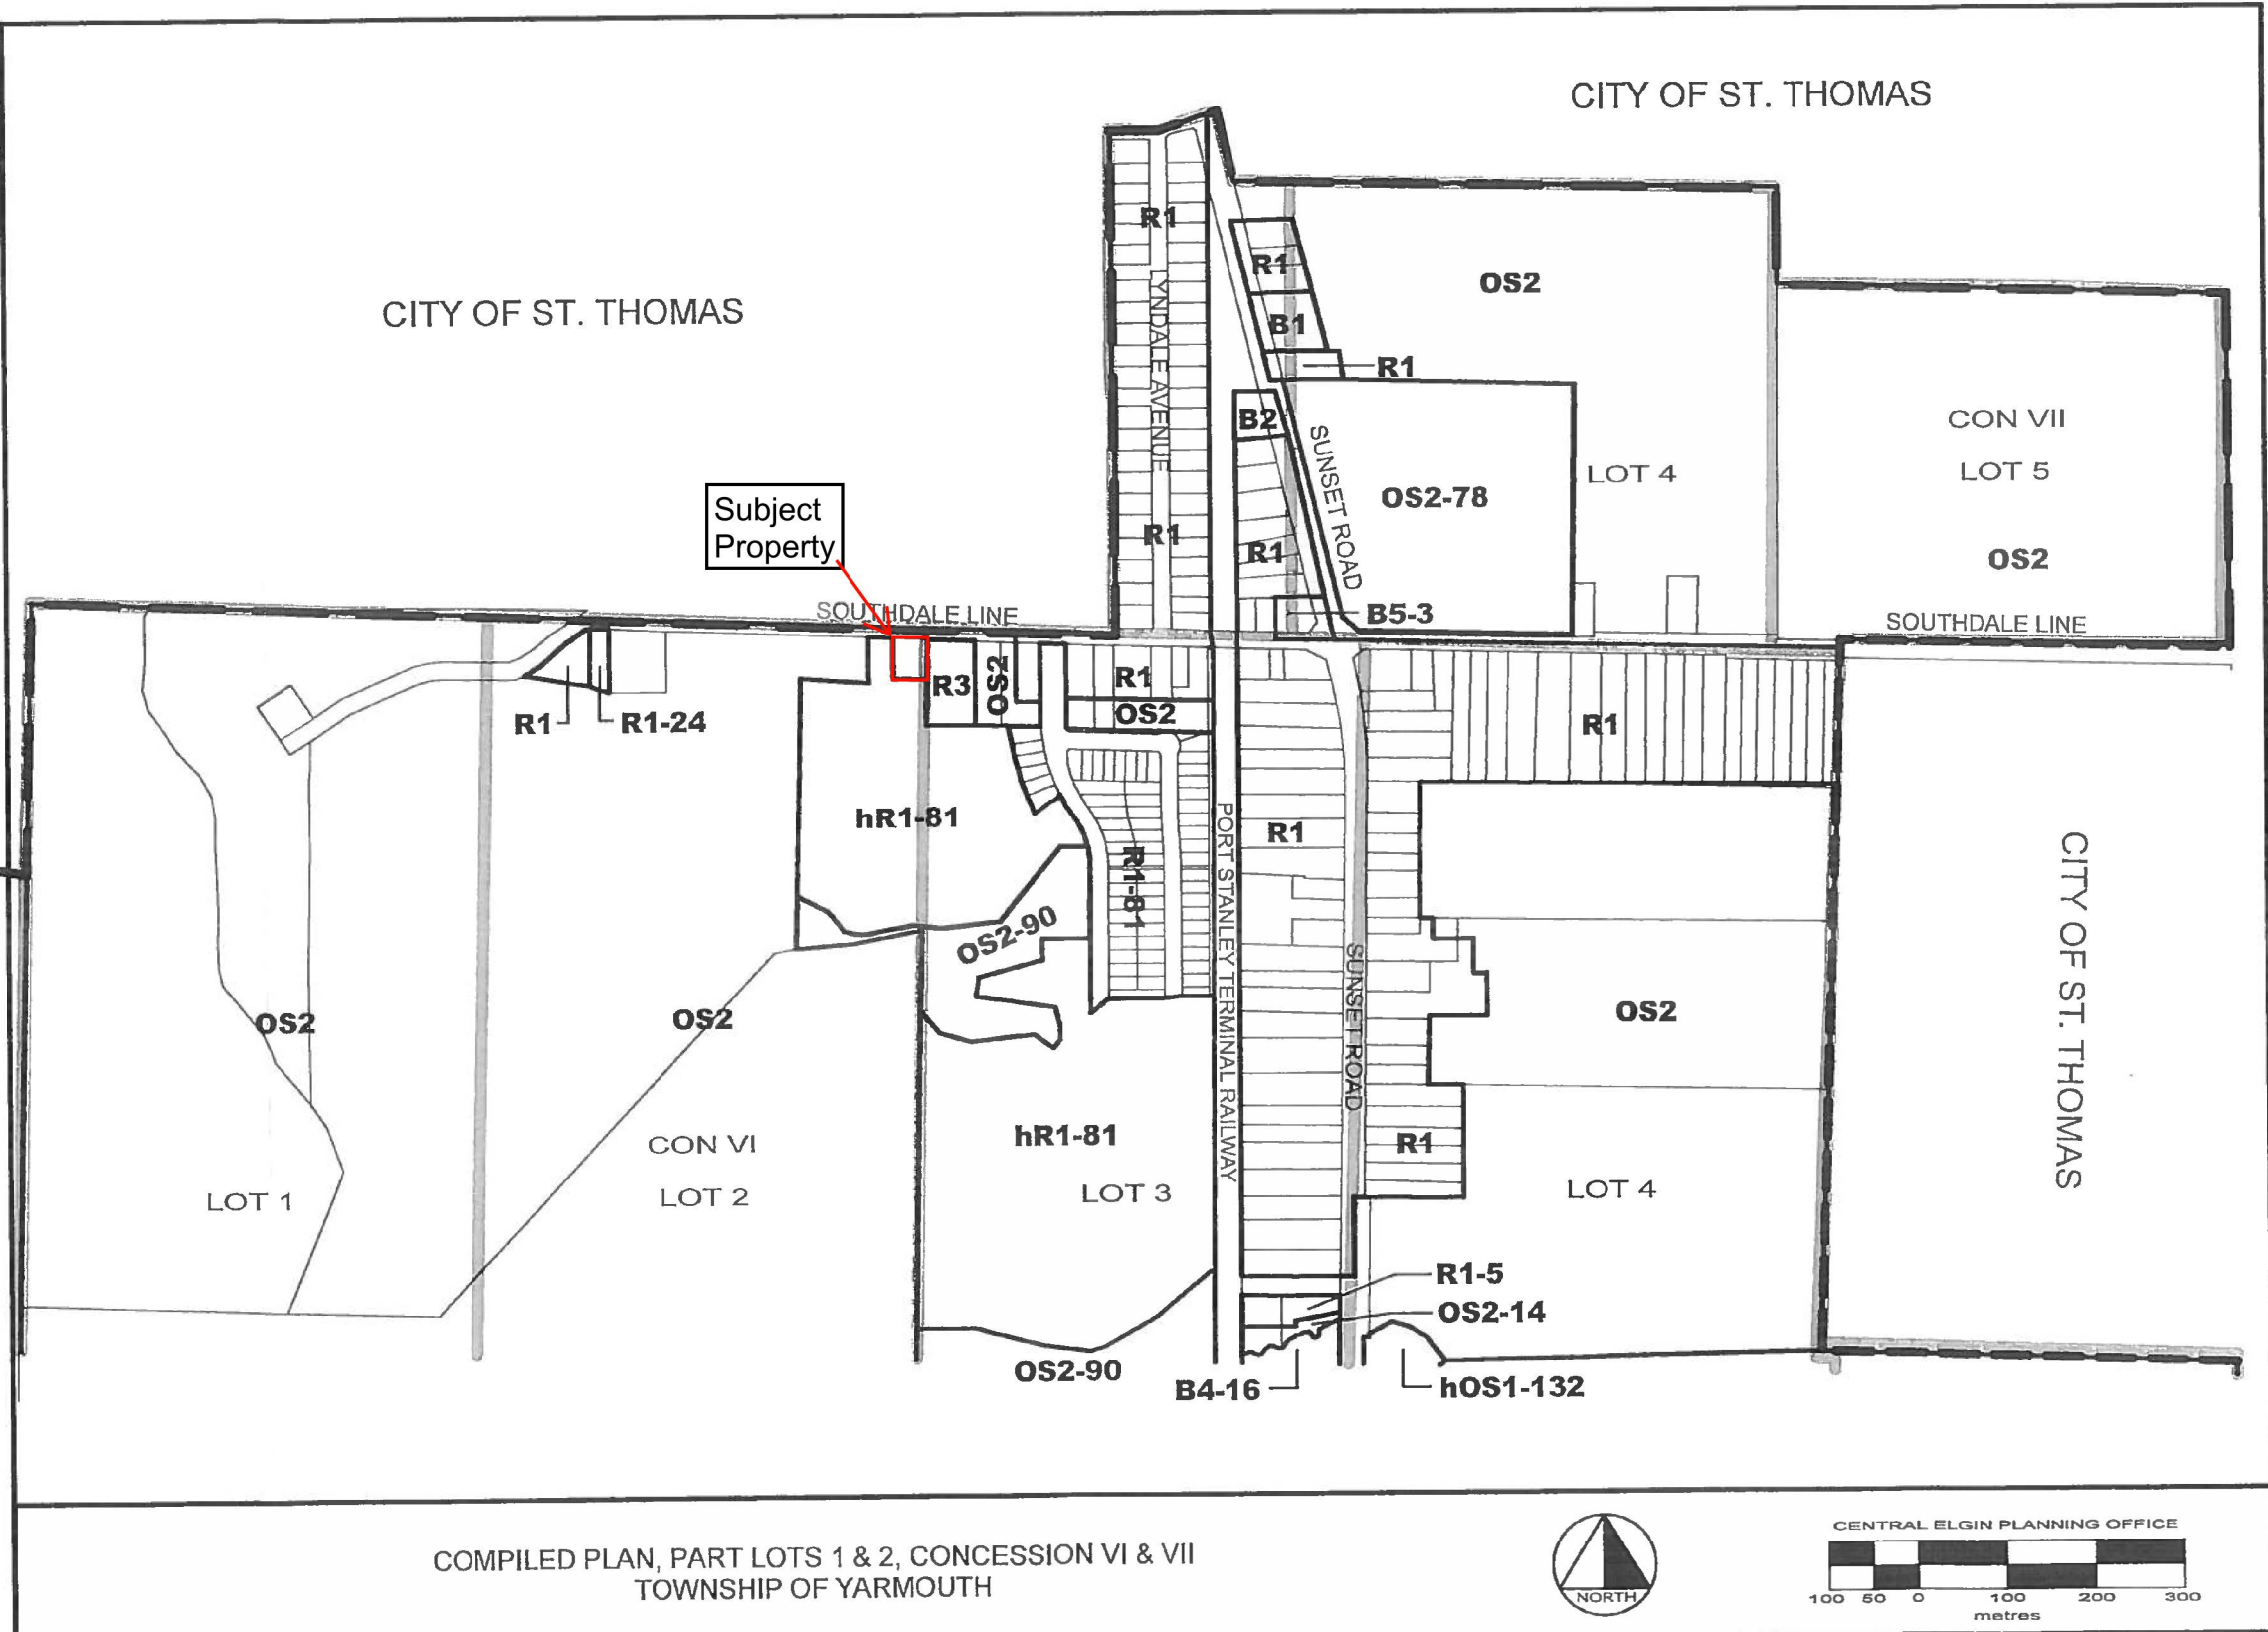 CITY OF ST. THOMAS
R1
R1
OS2
CITY OF ST. THOMAS
LYNDALE AVENUE
B1
R1
B2
CON VII
SUNSET ROAD
LOT 4
LOT 5
OS2-78
Subject
Property
R1
R1
OS2
SOUTHDALE LINE
B5-3
SOUTHDALE LINE
R3
OS2
R1
OS2
R1
R1-24
R1
hR1-81
R1
PORT STANLEY TERMINAL RAILWAY
R1-81
CITY OF ST. THOMAS
OS2-90
SUNSET ROAD
OS2
OS2
OS2
CON VI
hR1-81
R1
LOT 1
LOT 2
LOT 3
LOT 4
R1-5
OS2-14
OS2-90
B4-16
hOS1-132
COMPILED PLAN, PART LOTS 1 & 2, CONCESSION VI & VII
TOWNSHIP OF YARMOUTH
NORTH
CENTRAL ELGIN PLANNING OFFICE
100 50 0 100 200 300
metres